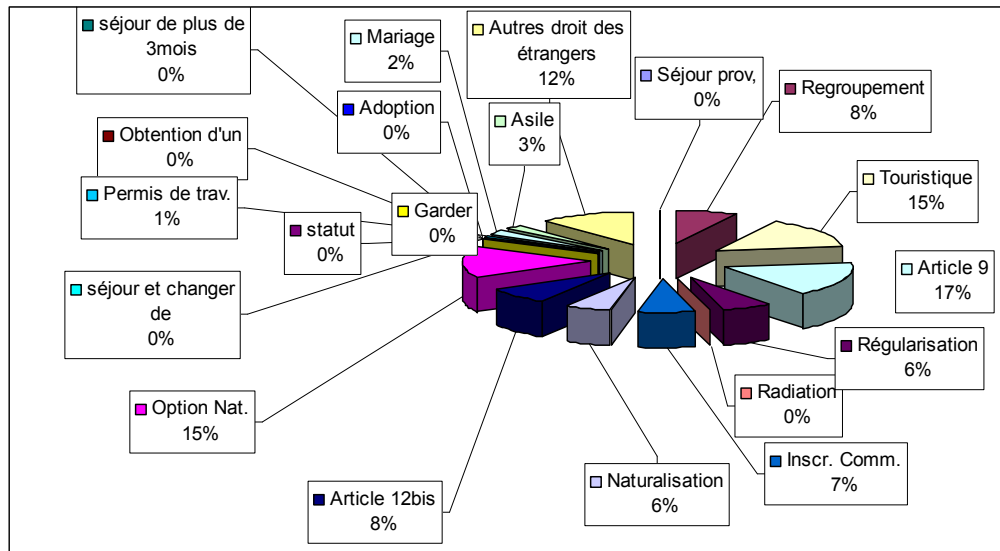 séjour de plus de
3mois
0%
Mariage
2%
Autres droit des
étrangers
12%
Séjour prov,
0%
Regroupement
8%
Adoption
0%
Asile
3%
Obtention d'un
0%
Touristique
15%
Permis de trav.
1%
Garder
0%
statut
0%
Article 9
17%
séjour et changer
de
0%
Régularisation
6%
Radiation
0%
Option Nat.
15%
Inscr. Comm.
7%
Naturalisation
6%
Article 12bis
8%